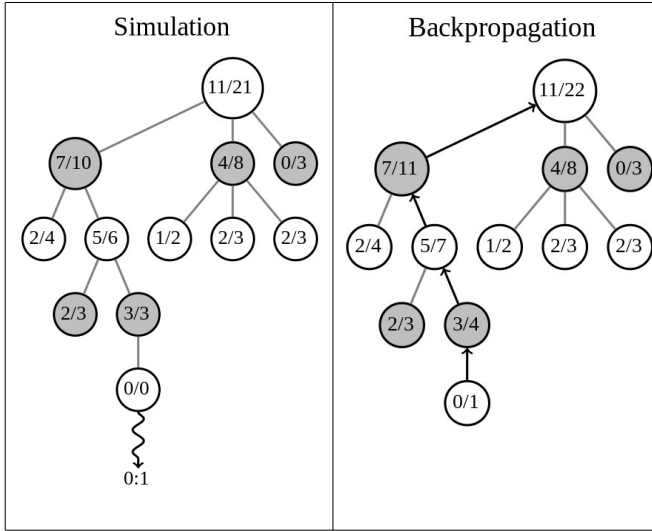 Simulation
11/21
7/10 4/8 0/3
2/4 5/6 1/2 2/3 2/3
2/3 3/3
0/0
0:1
Backpropagation
11/22
7/11 4/8 0/3
2/4 5/7 1/2 2/3 2/3
2/3 3/4
0/1